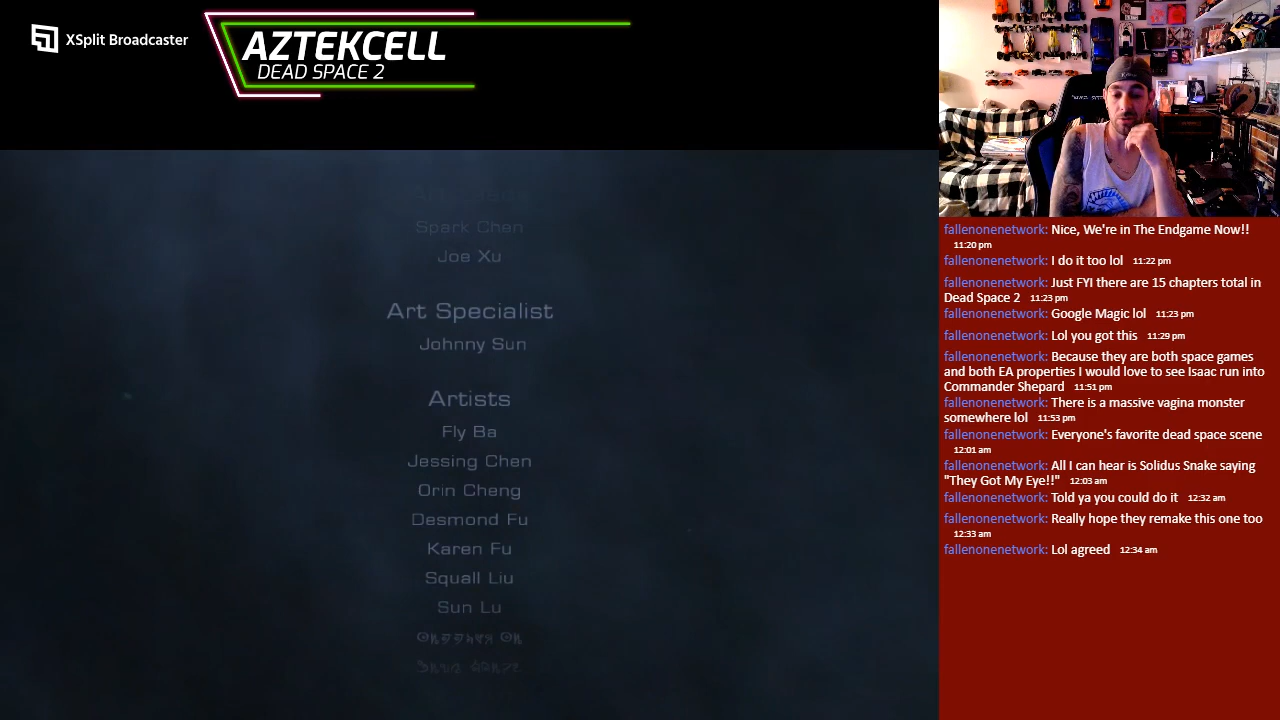 XSplit Broadcaster
AZTEKCELL
DEAD SPACE 2
Spark Chen
Joe Xu
Art Specialist
Johnny Sun
Artists
Fly Ba
Jessing Chen
Orin Cheng
Desmond Fu
Karen Fu
Squall Liu
Sun Lu
fallenonenetwork: Nice, We're in The Endgame Now!!
11:20 pm
fallenonenetwork: I do it too lol 11:22 pm
fallenonenetwork: Just FYI there are 15 chapters total in
Dead Space 2 11:23 pm
fallenonenetwork: Google Magic lol 11:23 pm
fallenonenetwork: Lol you got this 11:29 pm
fallenonenetwork: Because they are both space games
and both EA properties I would love to see Isaac run into
Commander Shepard 11:51 pm
fallenonenetwork: There is a massive vagina monster
somewhere lol 11:53 pm
fallenonenetwork: Everyone's favorite dead space scene
12:01 am
fallenonenetwork: All I can hear is Solidus Snake saying
"They Got My Eye!!" 12:03 am
fallenonenetwork: Told ya you could do it 12:32 am
fallenonenetwork: Really hope they remake this one too
12:33 am
fallenonenetwork: Lol agreed 12:34 am